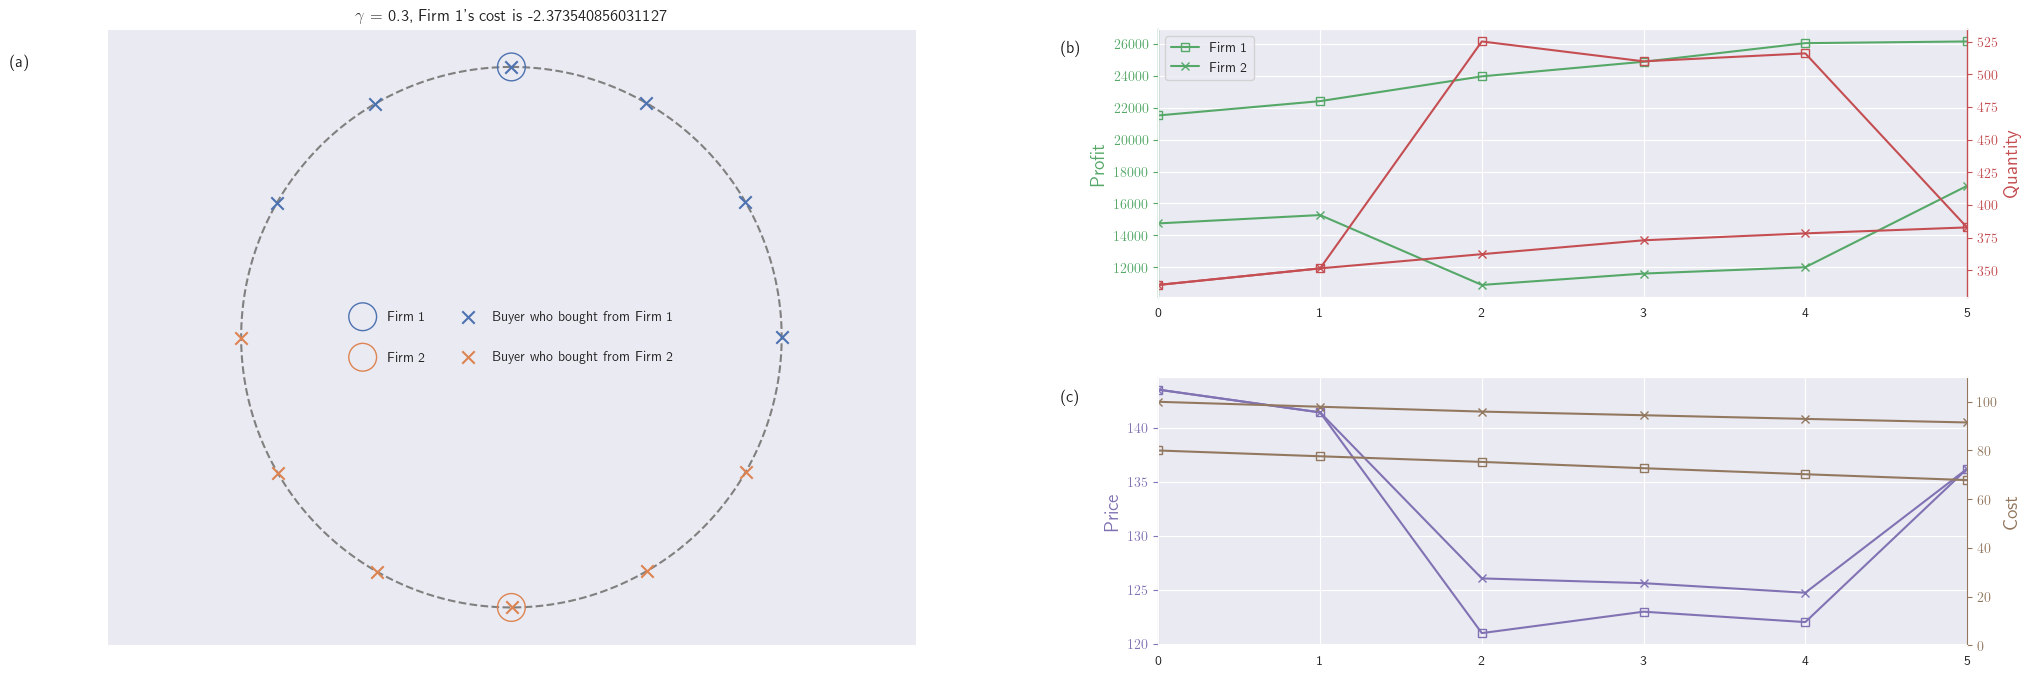 γ = 0.3, Firm 1's cost is -2.373540856031127
(a)
Firm 1
Buyer who bought from Firm 1
Firm 2
Buyer who bought from Firm 2
(b)
Profit
26000
24000
22000
20000
18000
16000
14000
12000
Firm 1
Firm 2
525
500
475
450
425
400
375
350
Quantity
0 1 2 3 4 5
(c)
Price
140
135
130
125
120
100
80
60
40
20
0
Cost
0 1 2 3 4 5